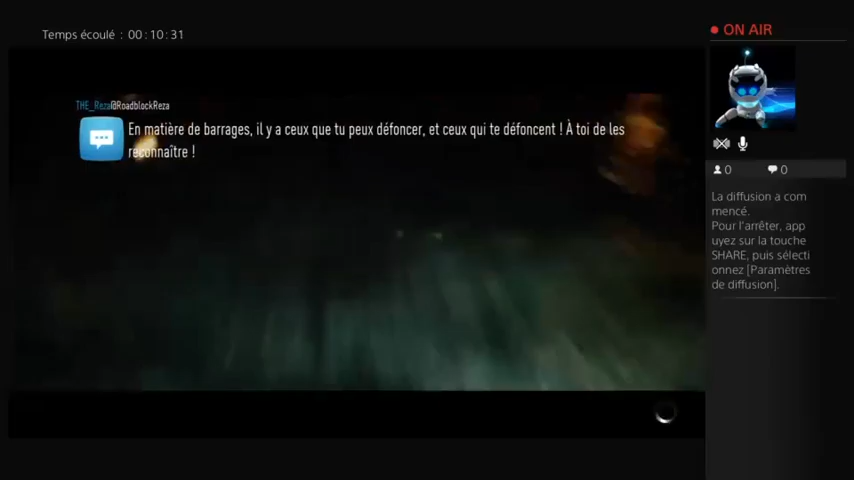 Temps écoulé : 00:10:31
ON AIR
THE_Reza@RoadblockReza
En matière de barrages, il y a ceux que tu peux défoncer, et ceux qui te défoncent ! À toi de les
reconnaître !
0 0
La diffusion a com
mencé.
Pour l'arrêter, app
uyez sur la touche
SHARE, puis sélecti
onnez [Paramètres
de diffusion].